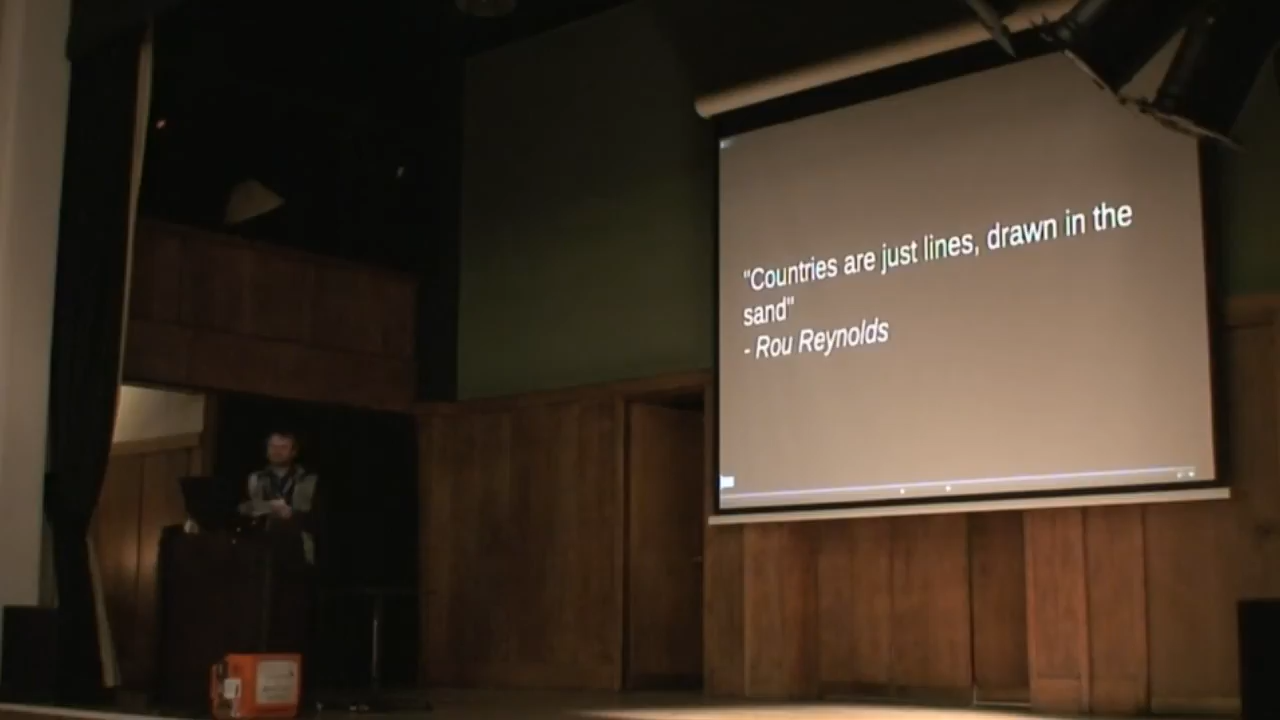 "Countries are just lines, drawn in the
sand"
- Rou Reynolds